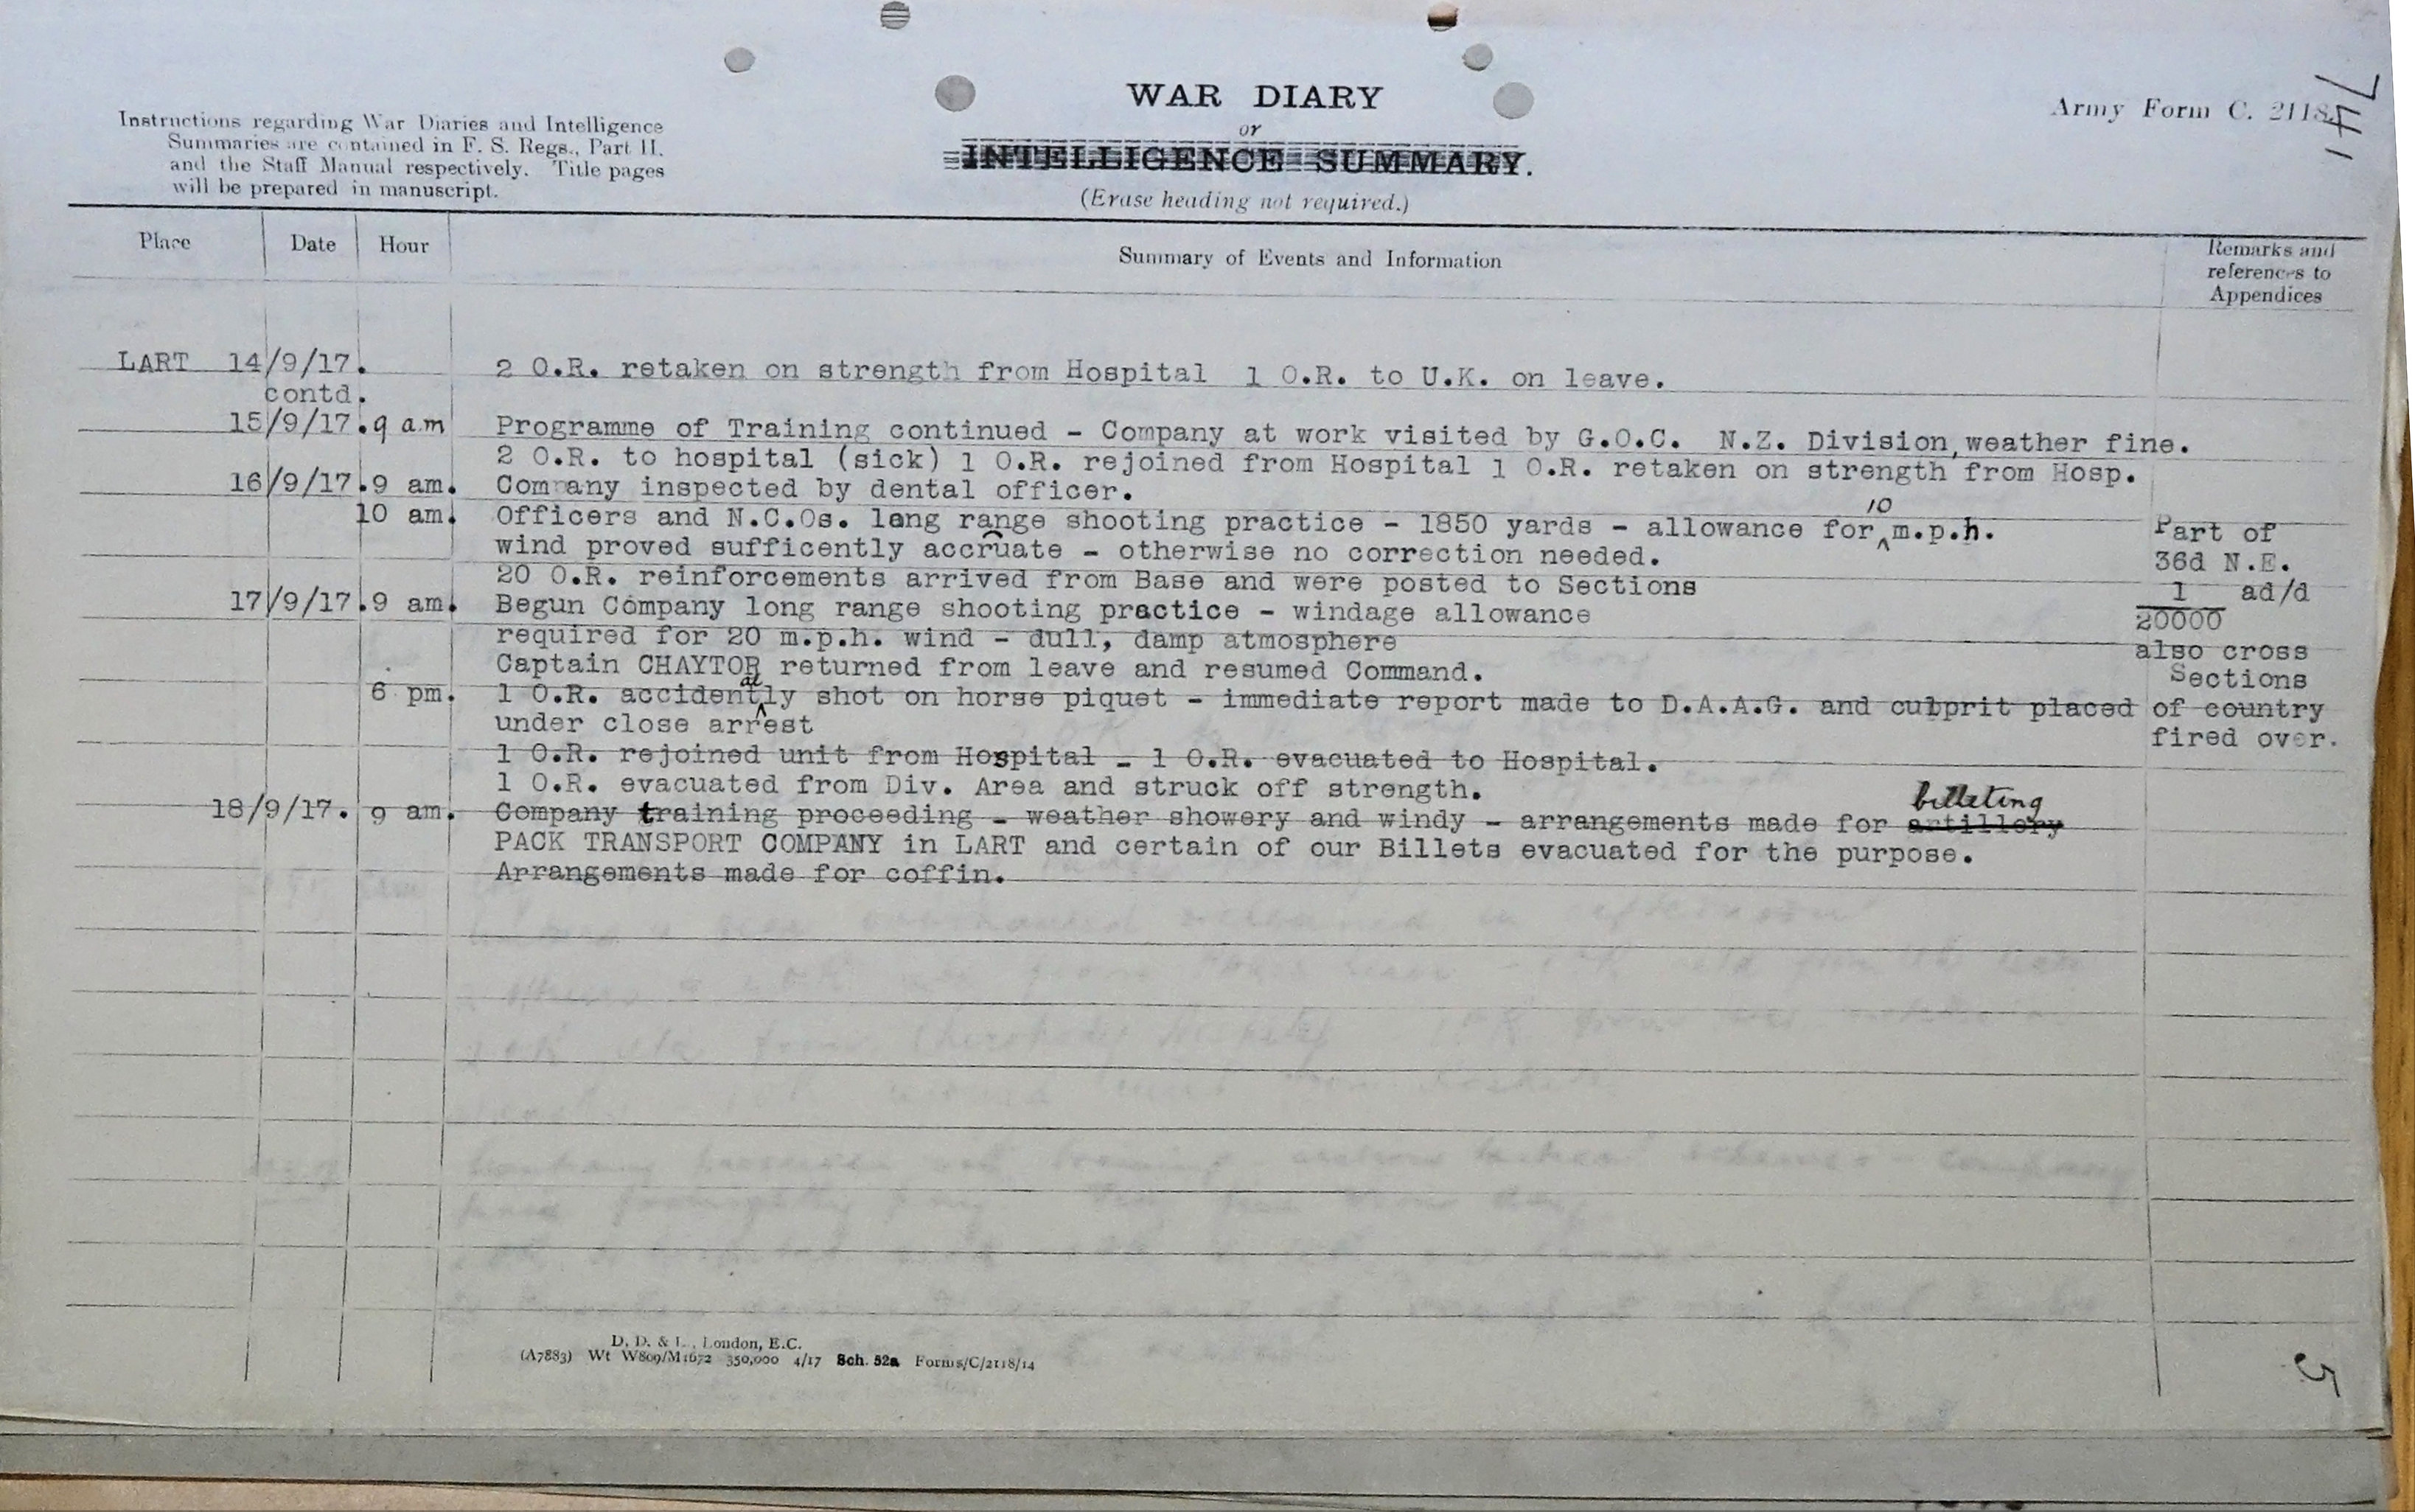 741
Army Form C. 2118.
WAR DIARY
or
INTELLIGENCE SUMMARY.
(Erase heading not required.)
Instructions regarding War Diaries and Intelligence
Summaries are contained in F. S. Regs., Part II.
and the Staff Manual respectively. Title pages
will be prepared in manuscript.
Place Date Hour Summary of Events and Information Remarks and
references to
Appendices
LART 14/9/17. 2 O.R. retaken on strength from Hospital 1 O.R. to U.K. on leave.
contd.
15/9/17. 9 a.m Programme of Training continued - Company at work visited by G.O.C. N.Z. Division, weather fine.
2 O.R. to hospital (sick) 1 O.R. rejoined from Hospital 1 O.R. retaken on strength from Hosp.
16/9/17. 9 am. Company inspected by dental officer.
10 am. Officers and N.C.Os. long range shooting practice - 1850 yards - allowance for 10 m.p.h.
wind proved sufficently accruate - otherwise no correction needed.
20 O.R. reinforcements arrived from Base and were posted to Sections
17/9/17. 9 am. Begun Company long range shooting practice - windage allowance
required for 20 m.p.h. wind - dull, damp atmosphere
Captain CHAYTOR returned from leave and resumed Command.
6 pm. 1 O.R. accidentally shot on horse piquet - immediate report made to D.A.A.G. and culprit placed
under close arrest
1 O.R. rejoined unit from Hospital - 1 O.R. evacuated to Hospital.
1 O.R. evacuated from Div. Area and struck off strength.
18/9/17. 9 am. Company training proceeding - weather showery and windy - arrangements made for artillery billeting
PACK TRANSPORT COMPANY in LART and certain of our Billets evacuated for the purpose.
Arrangements made for coffin.
Part of
36d N.E.
1 ad/d
20000
also cross
Sections
of country
fired over.
D. D. & L., London, E.C.
(A7883) Wt W809/M1672 350,000 4/17 Sch. 52a Forms/C/2118/14
5